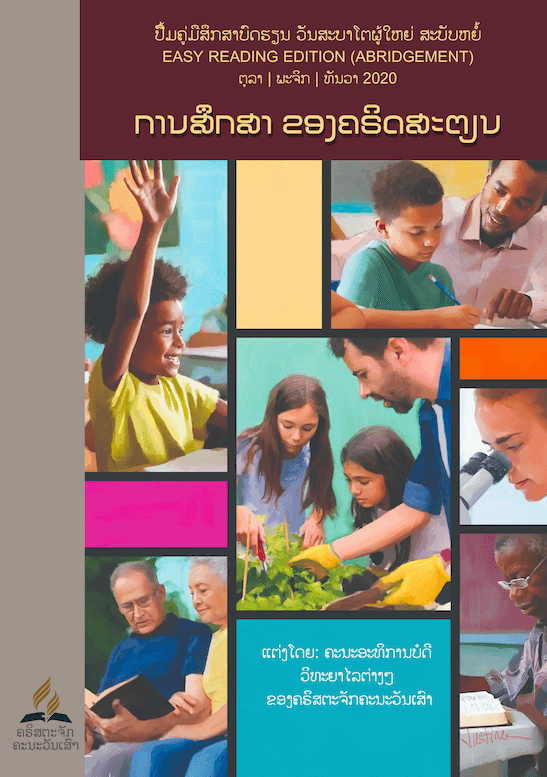 ປື້ມຄູ່ມືສຶກສາບົດຮຽນ ວັນສະບາໂຕຜູ້ໃຫຍ່ ສະບັບຫຍໍ້
EASY READING EDITION (ABRIDGEMENT)
ຕຸລາ | ພະຈິກ | ທັນວາ 2020
ການສຶກສາ ຂອງຄຣິດສະຕຽນ
ແຕ່ງໂດຍ: ຄະນະອະທິການບໍດີ
ວິທະຍາໄລຕ່າງໆ
ຂອງຄຣິສຕະຈັກຄະນະວັນເສົາ
ຄຣິສຕະຈັກ
ຄະນະວັນເສົາ
Justina